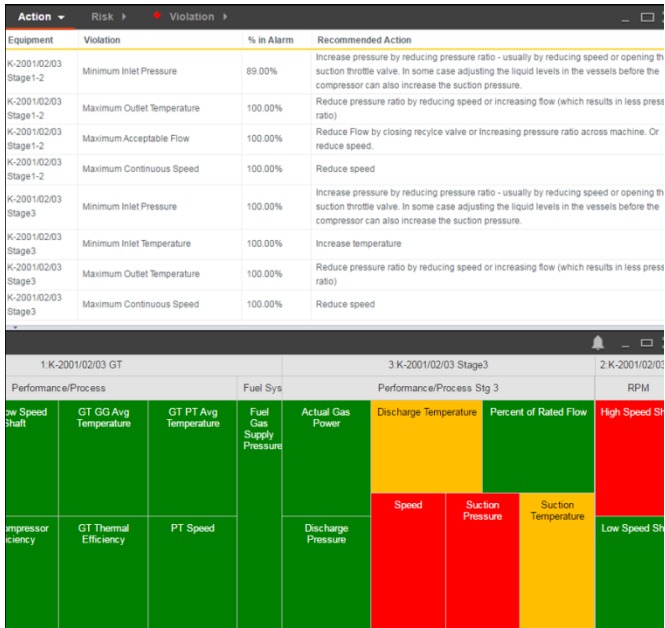 Action Risk Violation
Equipment Violation % in Alarm Recommended Action
K-2001/02/03 Stage1-2 Minimum Inlet Pressure 89.00% Increase pressure by reducing pressure ratio - usually by reducing speed or opening th
suction throttle valve. In some case adjusting the liquid levels in the vessels before the
compressor can also increase the suction pressure.
K-2001/02/03 Stage1-2 Maximum Outlet Temperature 100.00% Reduce pressure ratio by reducing speed or increasing flow (which results in less press
ratio)
K-2001/02/03 Stage1-2 Maximum Acceptable Flow 100.00% Reduce Flow by closing recylce valve or Increasing pressure ratio across machine. Or
reduce speed.
K-2001/02/03 Stage1-2 Maximum Continuous Speed 100.00% Reduce speed
K-2001/02/03 Stage3 Minimum Inlet Pressure 100.00% Increase pressure by reducing pressure ratio - usually by reducing speed or opening th
suction throttle valve. In some case adjusting the liquid levels in the vessels before the
compressor can also increase the suction pressure.
K-2001/02/03 Stage3 Minimum Inlet Temperature 100.00% Increase temperature
K-2001/02/03 Stage3 Maximum Outlet Temperature 100.00% Reduce pressure ratio by reducing speed or increasing flow (which results in less press
ratio)
K-2001/02/03 Stage3 Maximum Continuous Speed 100.00% Reduce speed
1:K-2001/02/03 GT 3:K-2001/02/03 Stage3 2:K-2001/02/03
Performance/Process Fuel Sys Performance/Process Stg 3 RPM
ow Speed
Shaft
GT GG Avg
Temperature
GT PT Avg
Temperature
Fuel
Gas
Supply
Pressure
Actual Gas
Power
Discharge Temperature
Percent of Rated Flow
High Speed Sh
Speed
Suction
Pressure
Suction
Temperature
ompressor
iciency
GT Thermal
Efficiency
PT Speed
Discharge
Pressure
Low Speed Sh